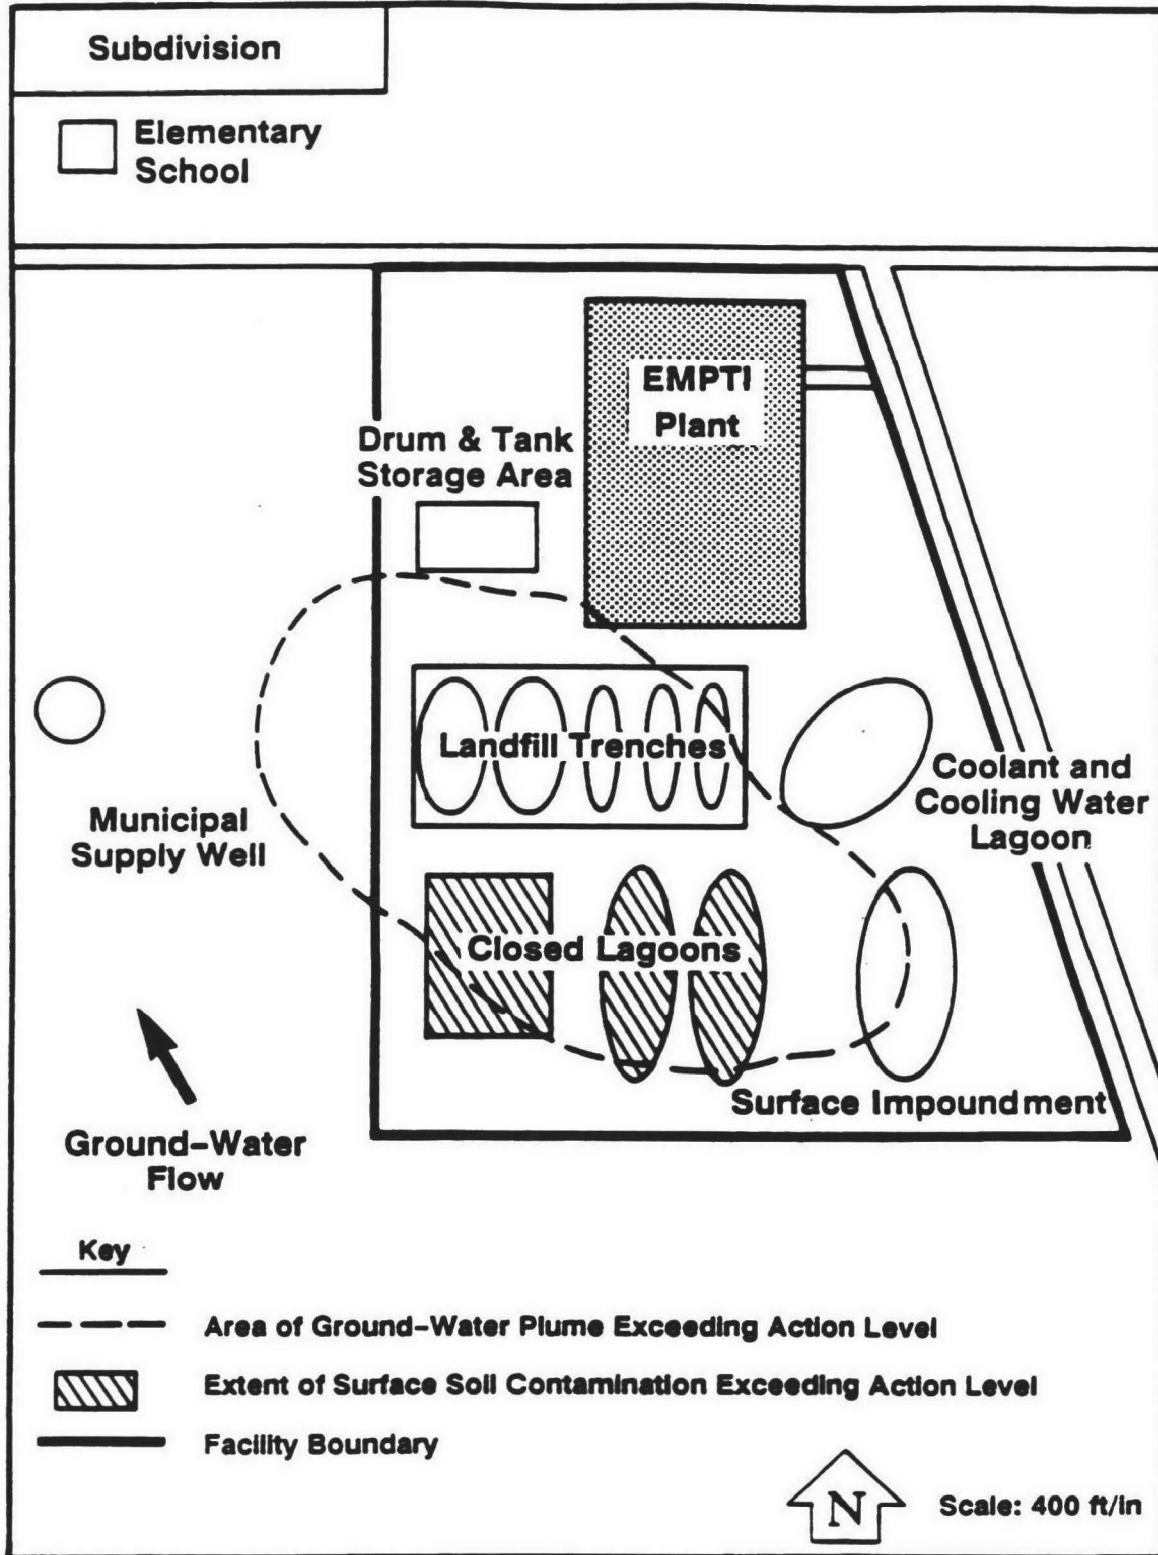 Subdivision
Elementary
School
EMPTI
Plant
Drum & Tank
Storage Area
Landfill Trenches
Coolant and
Cooling Water
Lagoon
Municipal
Supply Well
Closed Lagoons
Surface Impoundment
Ground-Water
Flow
Key
Area of Ground-Water Plume Exceeding Action Level
Extent of Surface Soil Contamination Exceeding Action Level
Facility Boundary
N
Scale: 400 ft/in